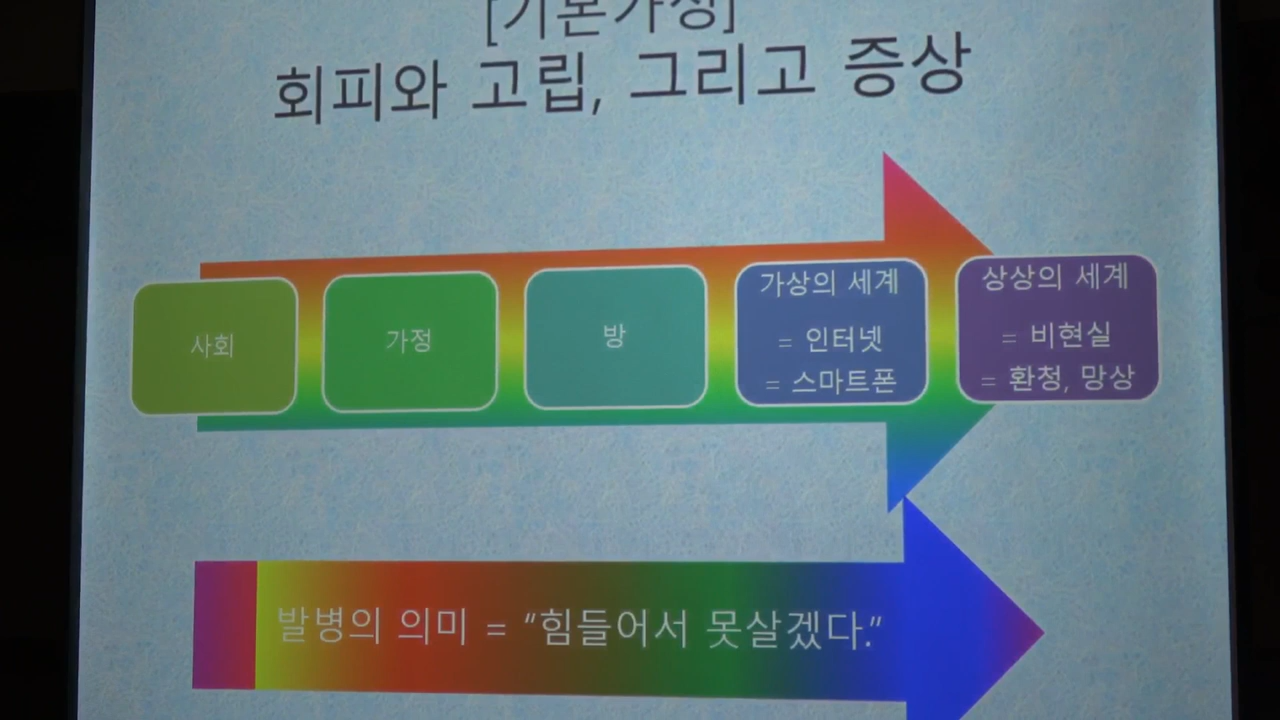 [기본가정]
회피와 고립, 그리고 증상
사회
가정
방
가상의 세계
= 인터넷
= 스마트폰
상상의 세계
= 비현실
= 환청, 망상
발병의 의미 = “힘들어서 못살겠다.”